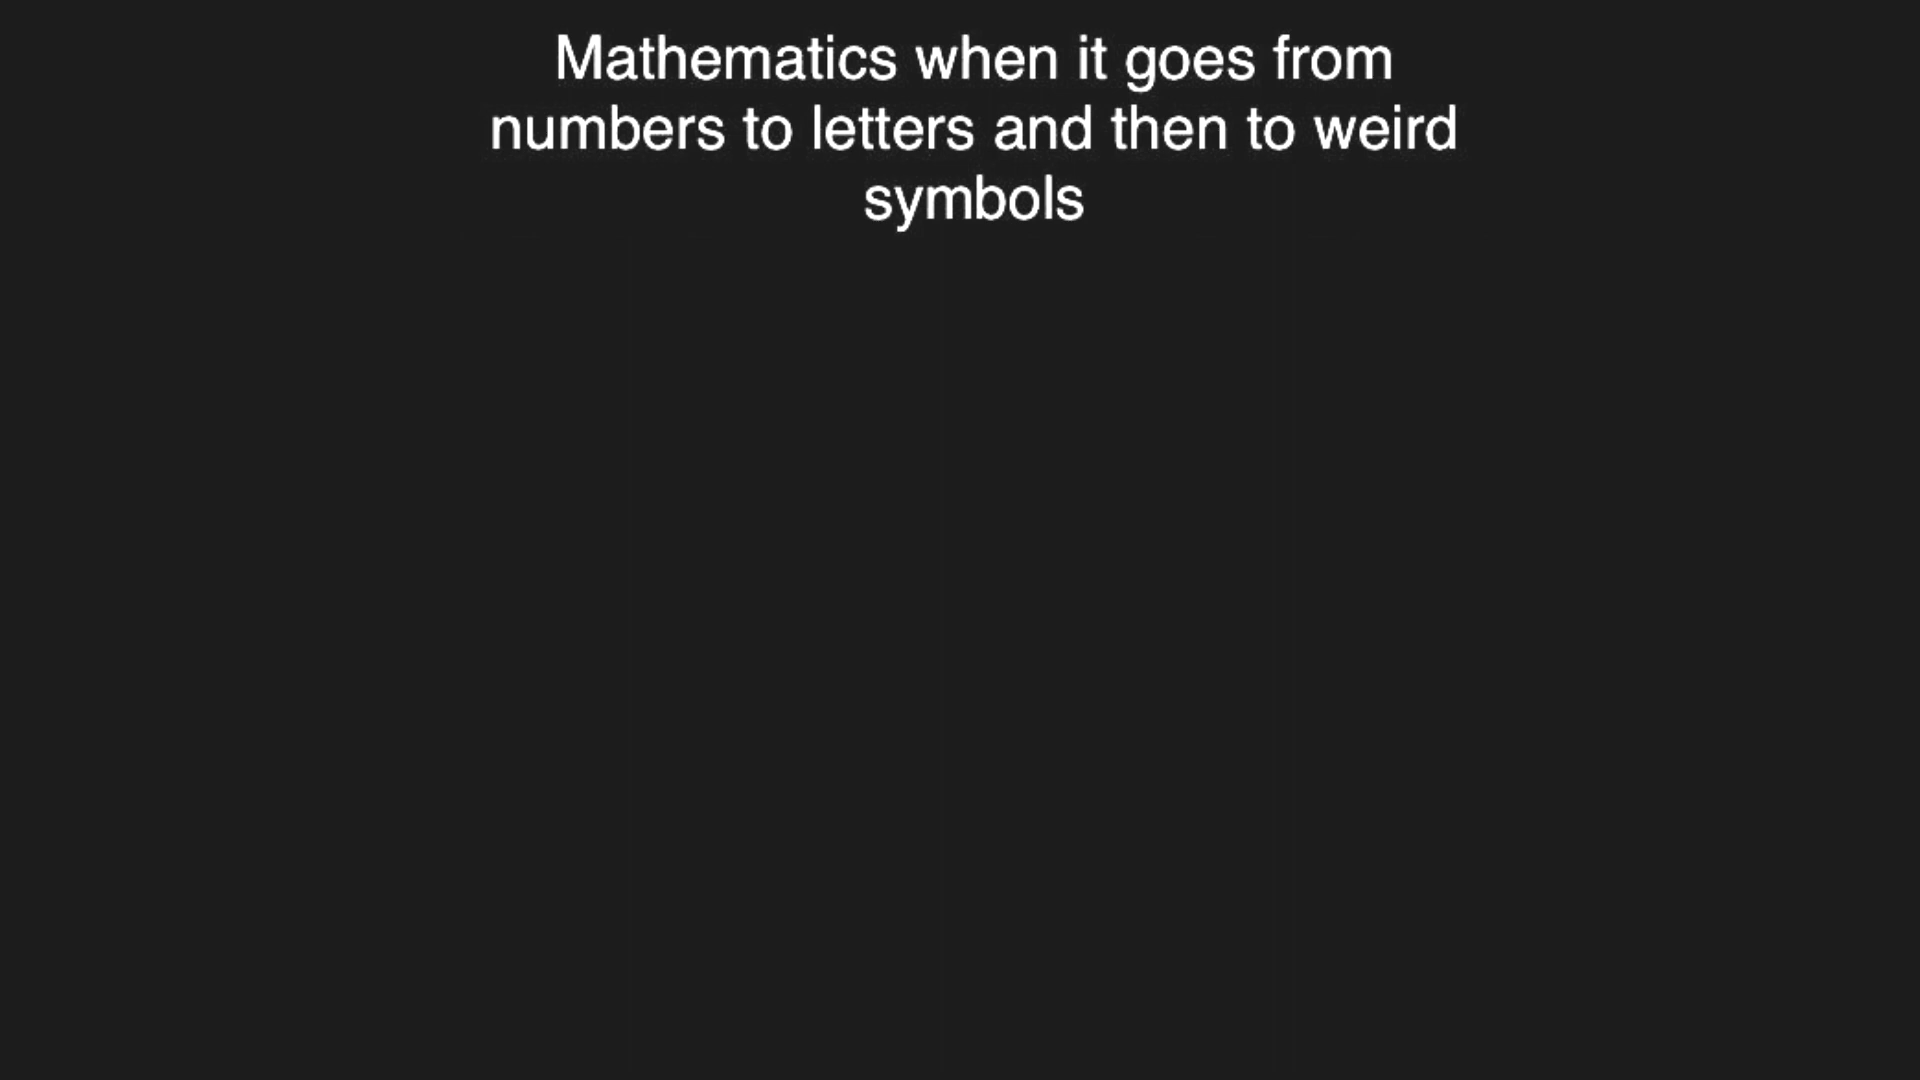 Mathematics when it goes from
numbers to letters and then to weird
symbols